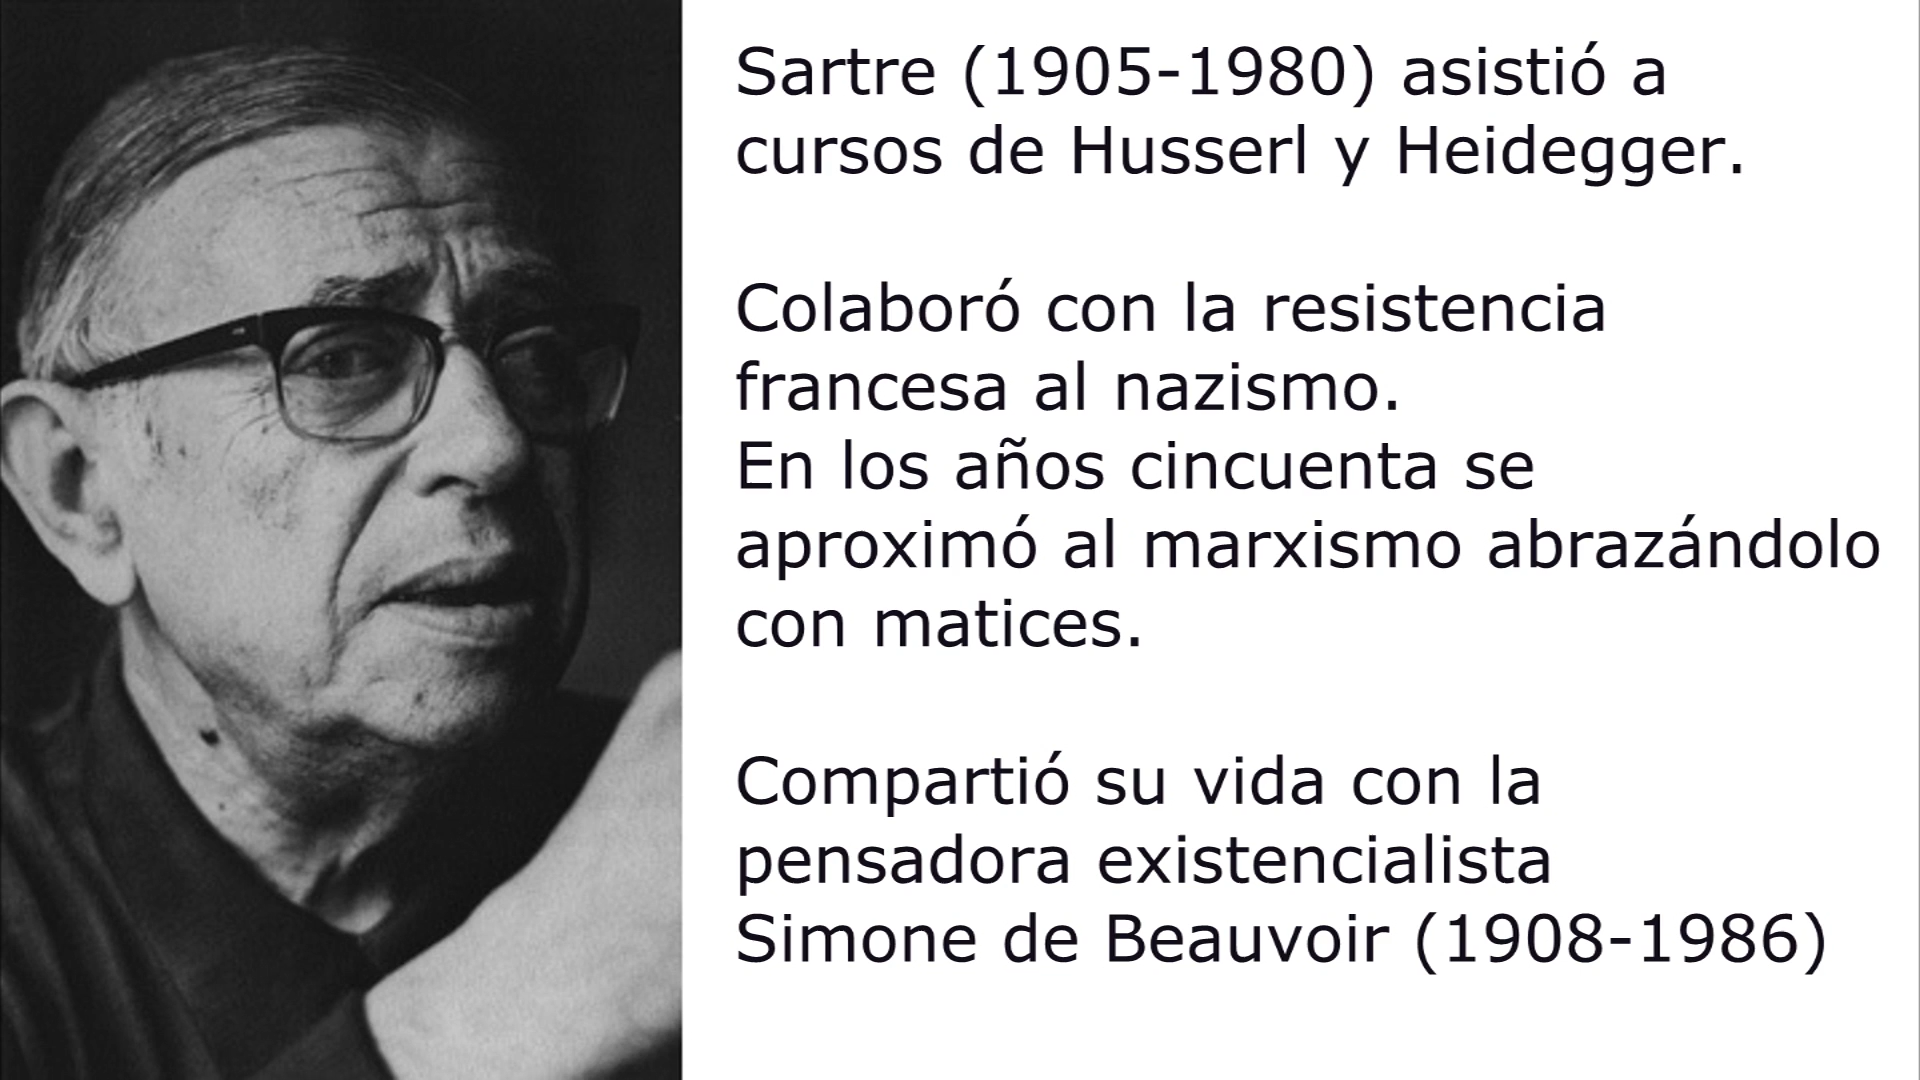 Sartre (1905-1980) asistió a
cursos de Husserl y Heidegger.
Colaboró con la resistencia
francesa al nazismo.
En los años cincuenta se
aproximó al marxismo abrazándolo
con matices.
Compartió su vida con la
pensadora existencialista
Simone de Beauvoir (1908-1986)